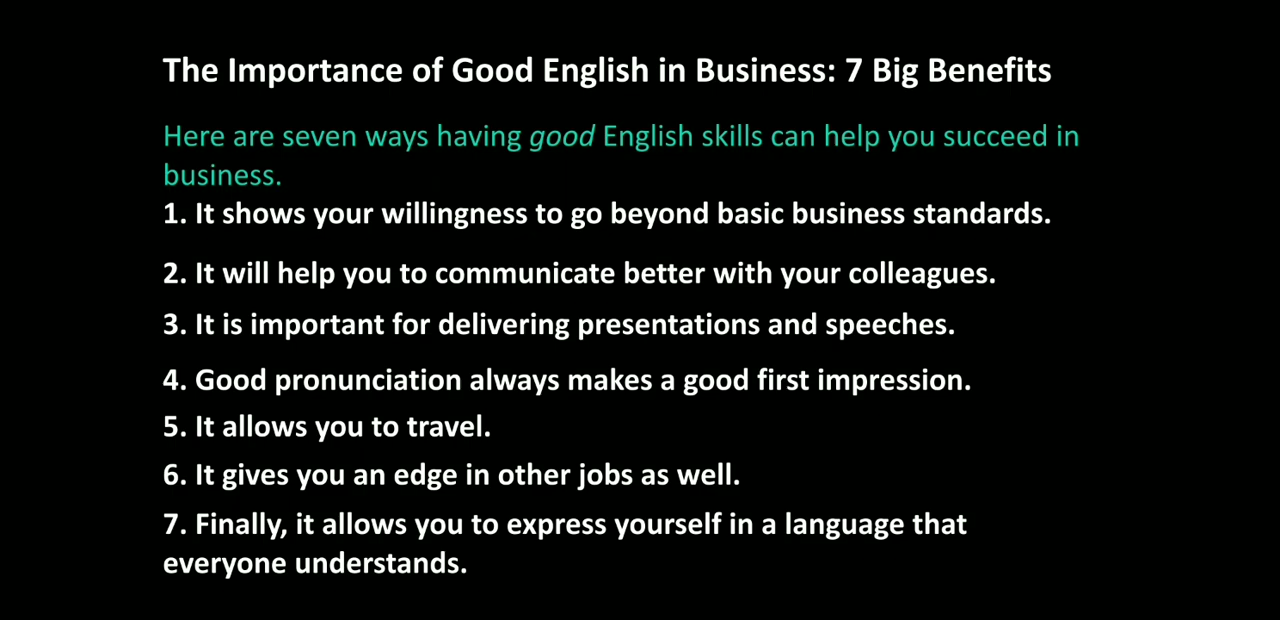 The Importance of Good English in Business: 7 Big Benefits
Here are seven ways having good English skills can help you succeed in
business.
1. It shows your willingness to go beyond basic business standards.
2. It will help you to communicate better with your colleagues.
3. It is important for delivering presentations and speeches.
4. Good pronunciation always makes a good first impression.
5. It allows you to travel.
6. It gives you an edge in other jobs as well.
7. Finally, it allows you to express yourself in a language that
everyone understands.